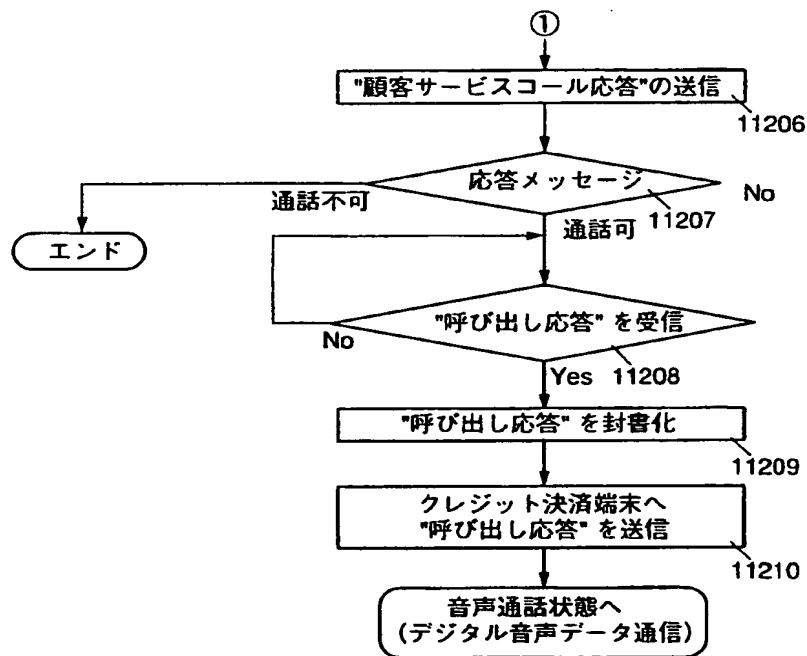 ①
"顧客サービスコール応答"の送信
11206
応答メッセージ
No
通話不可
11207
通話可
エンド
"呼び出し応答" を受信
No
Yes
11208
"呼び出し応答" を封書化
11209
クレジット決済端末へ
"呼び出し応答" を送信
11210
音声通話状態へ
(デジタル音声データ通信)